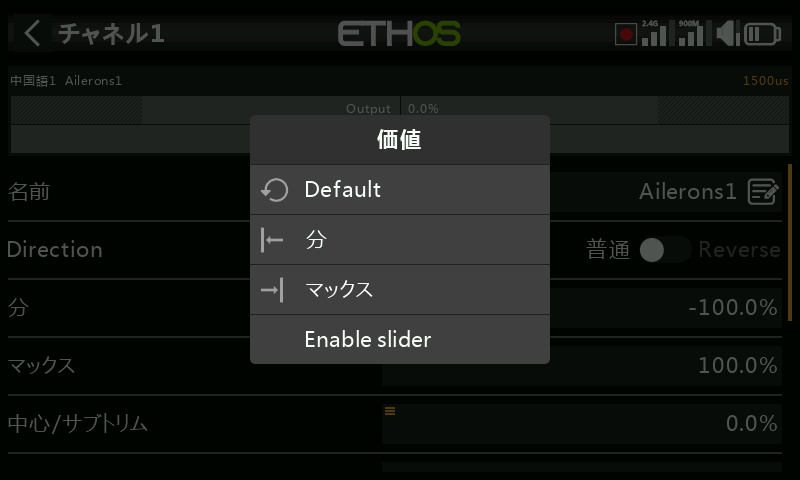 チャネル1
ETHOS
2.4G
900M
中国語1 Ailerons1
1500us
Output 0.0%
価値
Default
分
マックス
Enable slider
名前
Ailerons1
Direction
普通 Reverse
分
-100.0%
マックス
100.0%
中心/サブトリム
0.0%